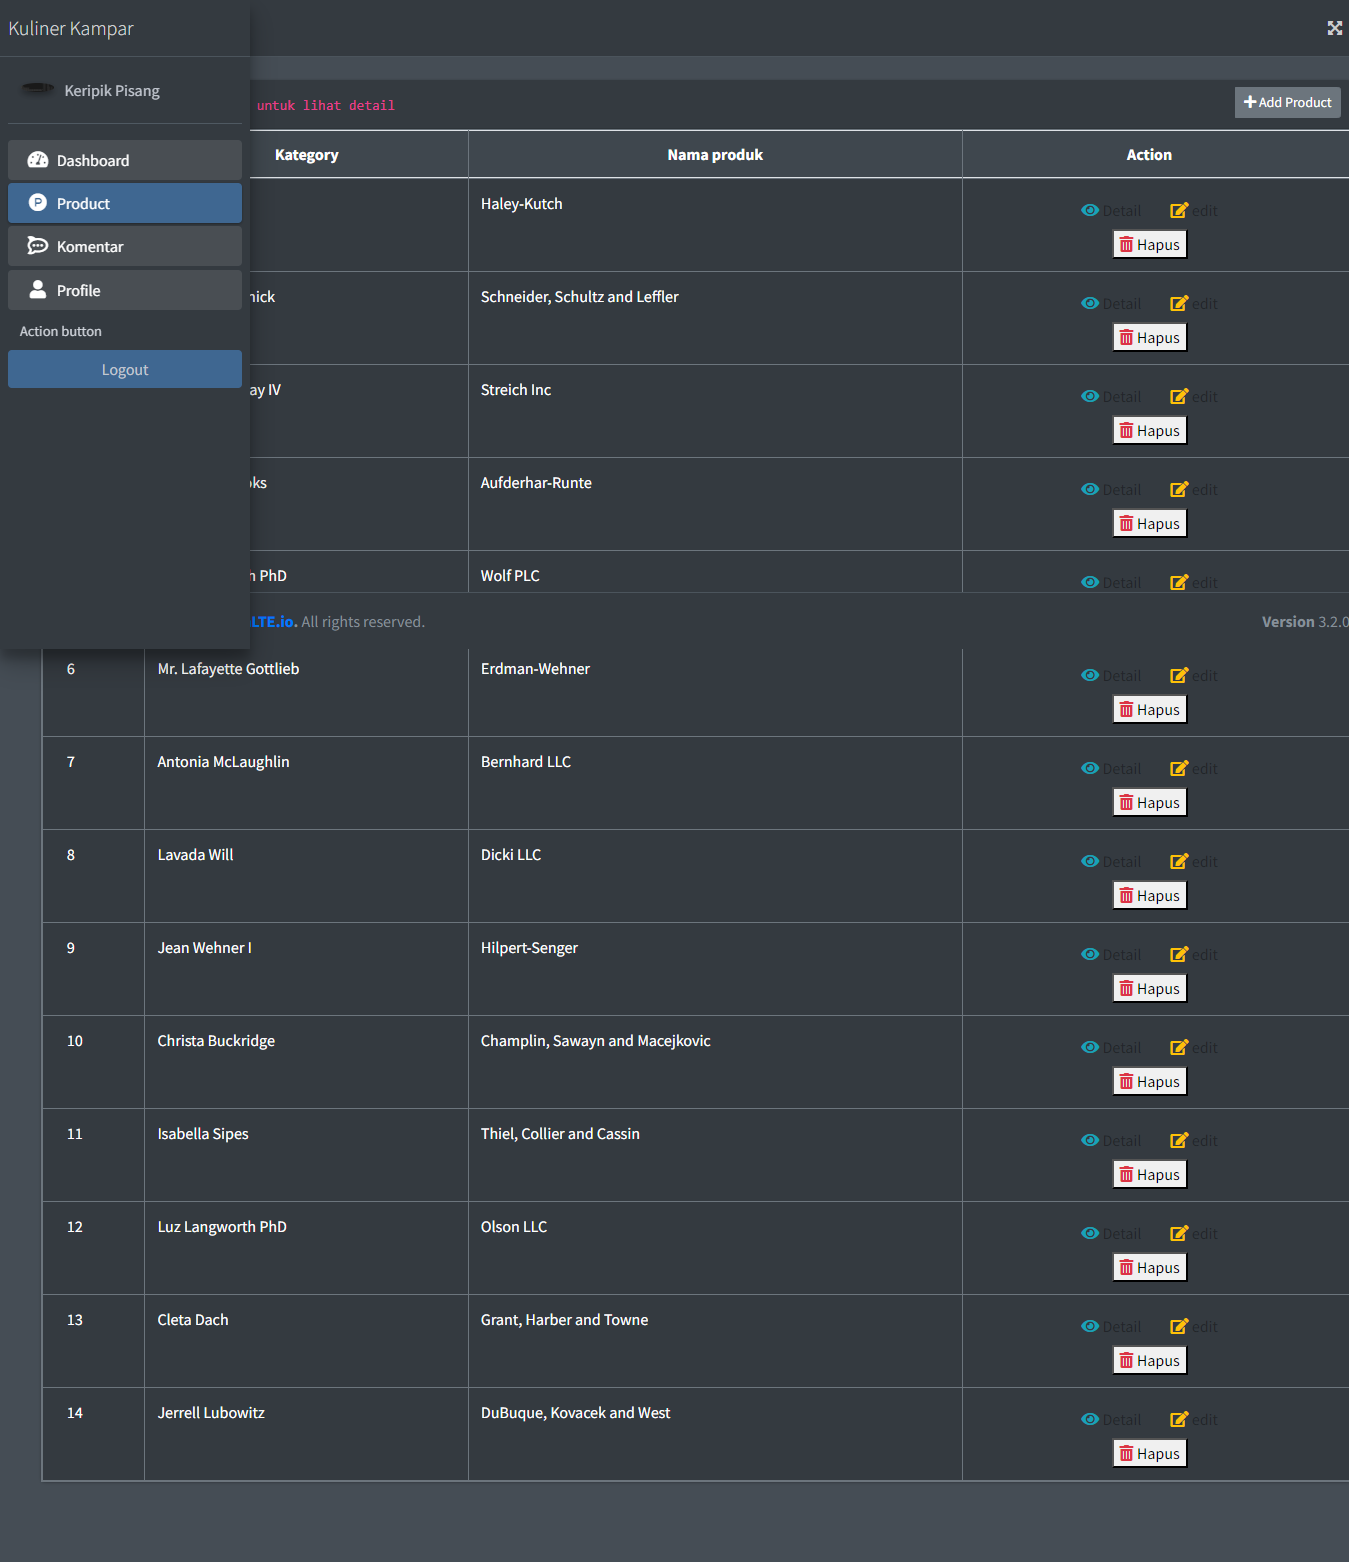 Kuliner Kampar
Keripik Pisang
Dashboard
Product
Komentar
Profile
Action button
Logout
untuk lihat detail
Add Product
Kategory Nama produk Action
Haley-Kutch Detail edit
Hapus
Schneider, Schultz and Leffler Detail edit
Hapus
IV Streich Inc Detail edit
Hapus
Aufderhar-Runte Detail edit
Hapus
PhD Wolf PLC Detail edit
LTE.io. All rights reserved. Version 3.2.0
6 Mr. Lafayette Gottlieb Erdman-Wehner Detail edit
Hapus
7 Antonia McLaughlin Bernhard LLC Detail edit
Hapus
8 Lavada Will Dicki LLC Detail edit
Hapus
9 Jean Wehner I Hilpert-Senger Detail edit
Hapus
10 Christa Buckridge Champlin, Sawayn and Macejkovic Detail edit
Hapus
11 Isabella Sipes Thiel, Collier and Cassin Detail edit
Hapus
12 Luz Langworth PhD Olson LLC Detail edit
Hapus
13 Cleta Dach Grant, Harber and Towne Detail edit
Hapus
14 Jerrell Lubowitz DuBuque, Kovacek and West Detail edit
Hapus